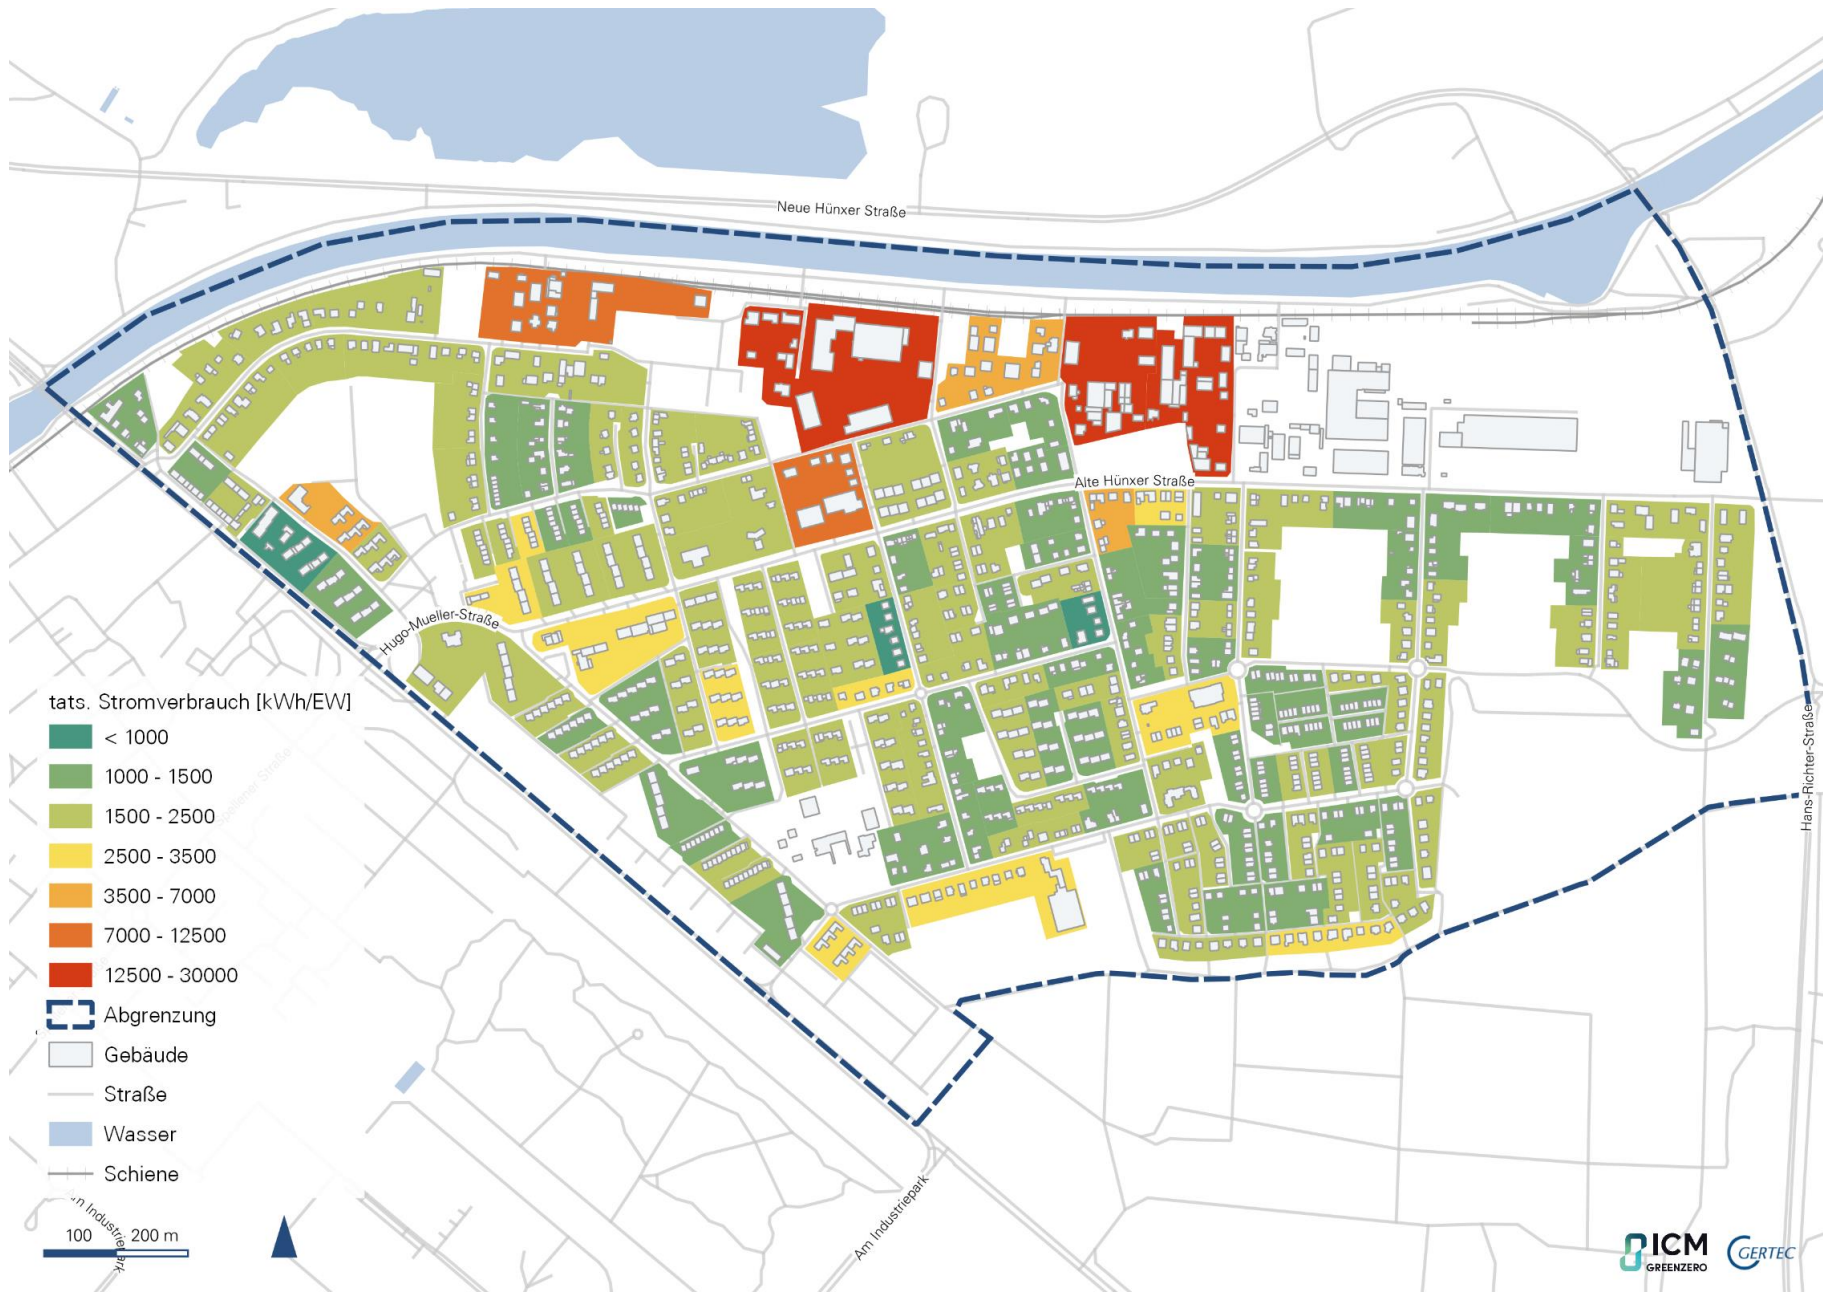 Neue Hünxer Straße
Alte Hünxer Straße
Hugo-Mueller-Straße
Hans-Richter-Straße
tats. Stromverbrauch [kWh/EW]
< 1000
1000 - 1500
1500 - 2500
2500 - 3500
3500 - 7000
7000 - 12500
12500 - 30000
Abgrenzung
Gebäude
Straße
Wasser
Schiene
100 200 m
Am Industriepark
ICM
GREENZERO
GERTEC